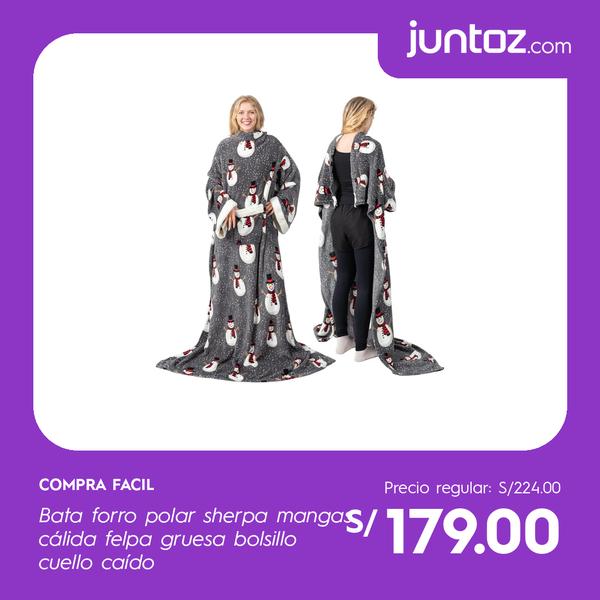 juntoz.com
COMPRA FACIL
Bata forro polar sherpa mangas
cálida felpa gruesa bolsillo
cuello caído
Precio regular: S/224.00
S/ 179.00